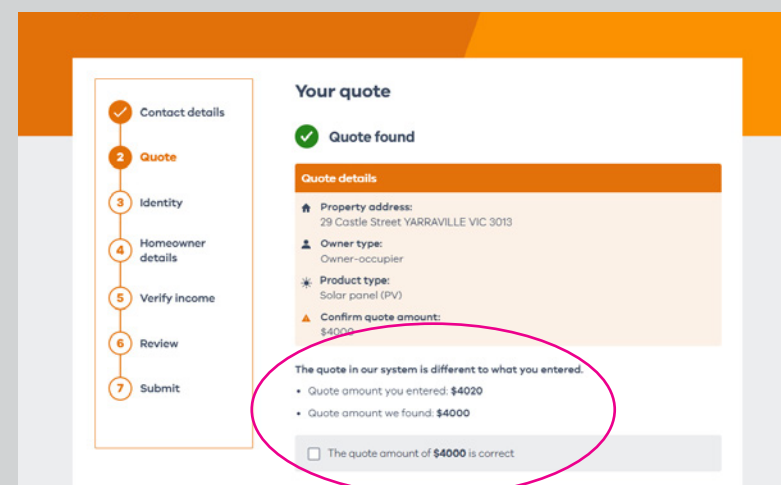 Your quote
Contact details
Quote found
2 Quote
Quote details
3 Identity
Property address:
29 Castle Street YARRAVILLE VIC 3013
4 Homeowner
details
Owner type:
Owner-occupier
Product type:
Solar panel (PV)
5 Verify income
Confirm quote amount:
$4000
6 Review
The quote in our system is different to what you entered.
7 Submit
• Quote amount you entered: $4020
• Quote amount we found: $4000
The quote amount of $4000 is correct